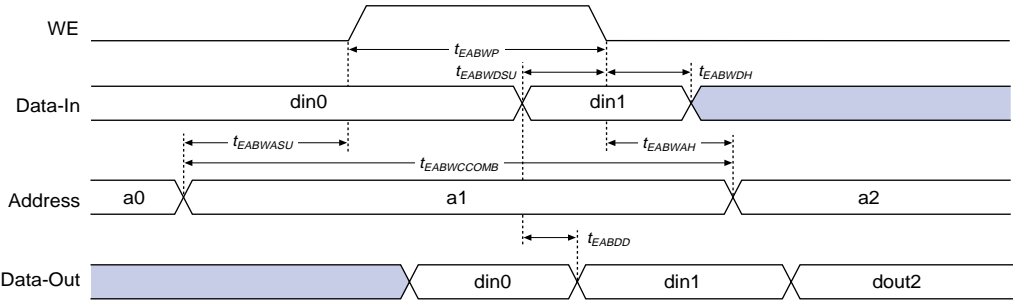 WE
tEABWP
tEABWDSU
tEABWDH
Data-In din0 din1
tEABWASU tEABWAH
tEABWCCOMB
Address a0 a1 a2
tEABDD
Data-Out din0 din1 dout2